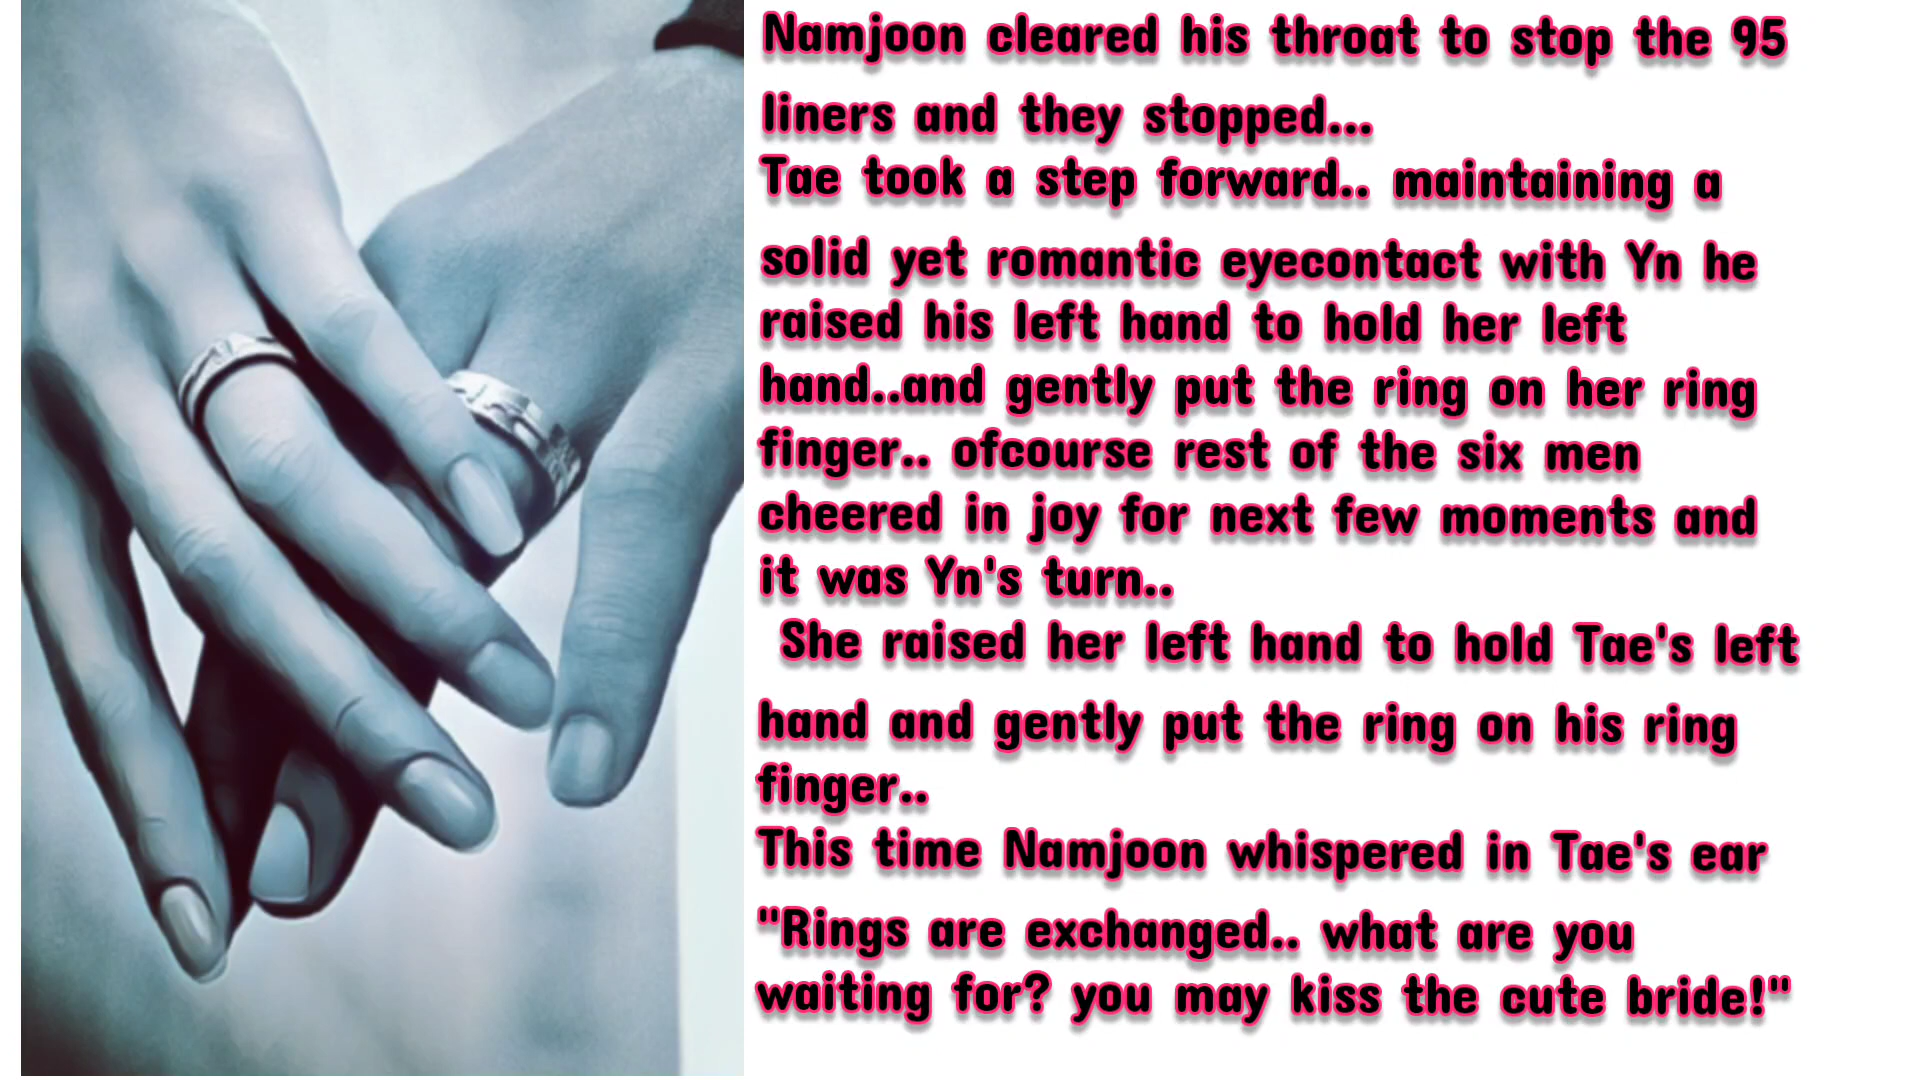 Namjoon cleared his throat to stop the 95
liners and they stopped...
Tae took a step forward.. maintaining a
solid yet romantic eyecontact with Yn he
raised his left hand to hold her left
hand..and gently put the ring on her ring
finger.. ofcourse rest of the six men
cheered in joy for next few moments and
it was Yn's turn..
She raised her left hand to hold Tae's left
hand and gently put the ring on his ring
finger..
This time Namjoon whispered in Tae's ear
"Rings are exchanged.. what are you
waiting for? you may kiss the cute bride!"